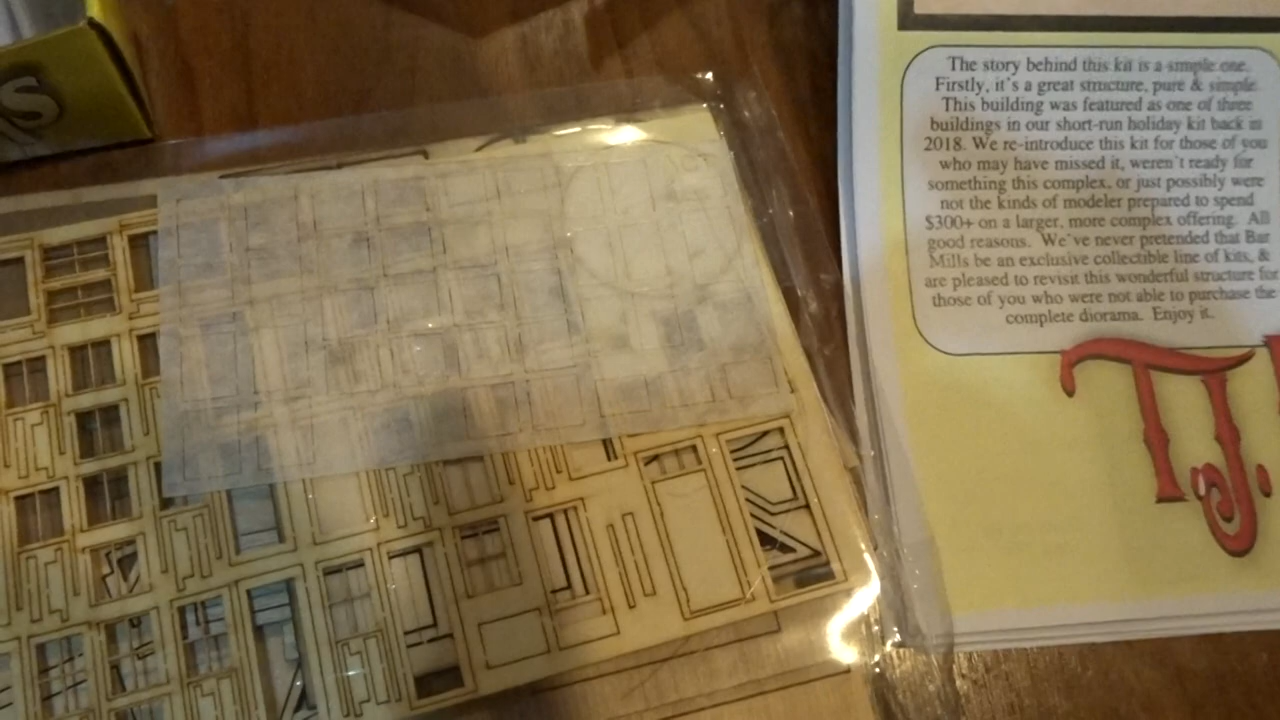 S
The story behind this kit is a simple one.
Firstly, it's a great structure, pure & simple.
This building was featured as one of three
buildings in our short-run holiday kit back in
2018. We re-introduce this kit for those of you
who may have missed it, weren't ready for
something this complex, or just possibly were
not the kinds of modeler prepared to spend
$300+ on a larger, more complex offering. All
good reasons. We've never pretended that Bar
Mills be an exclusive collectible line of kits, &
are pleased to revisit this wonderful structure for
those of you who were not able to purchase the
complete diorama. Enjoy it.
T.J.